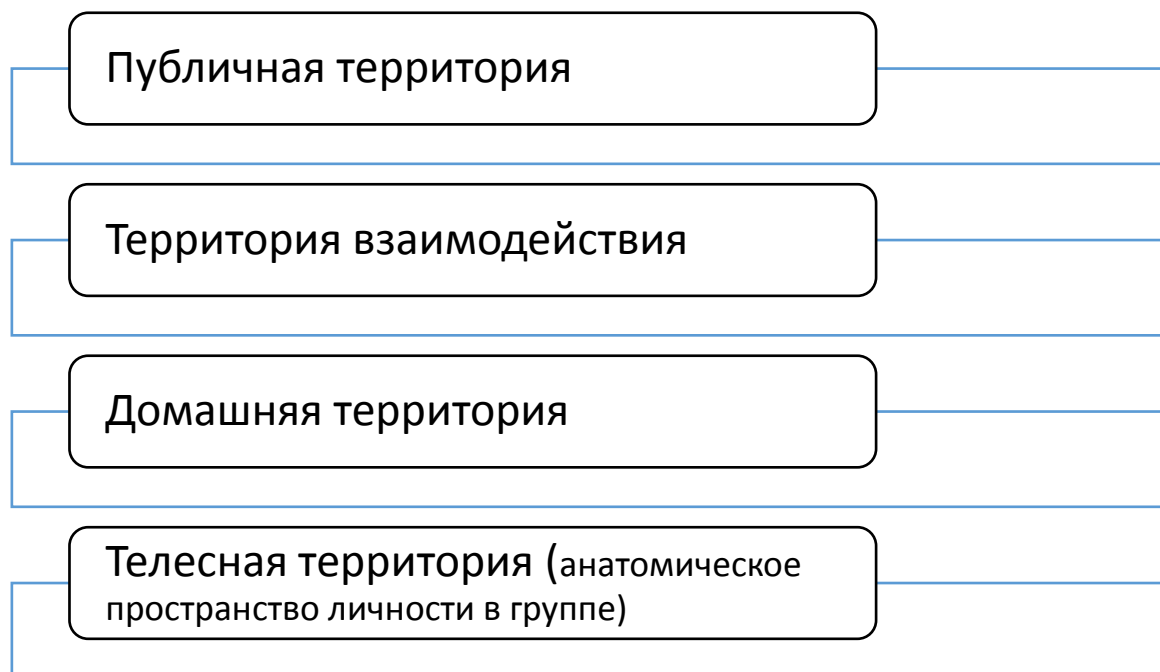 Публичная территория
Территория взаимодействия
Домашняя территория
Телесная территория (анатомическое
пространство личности в группе)